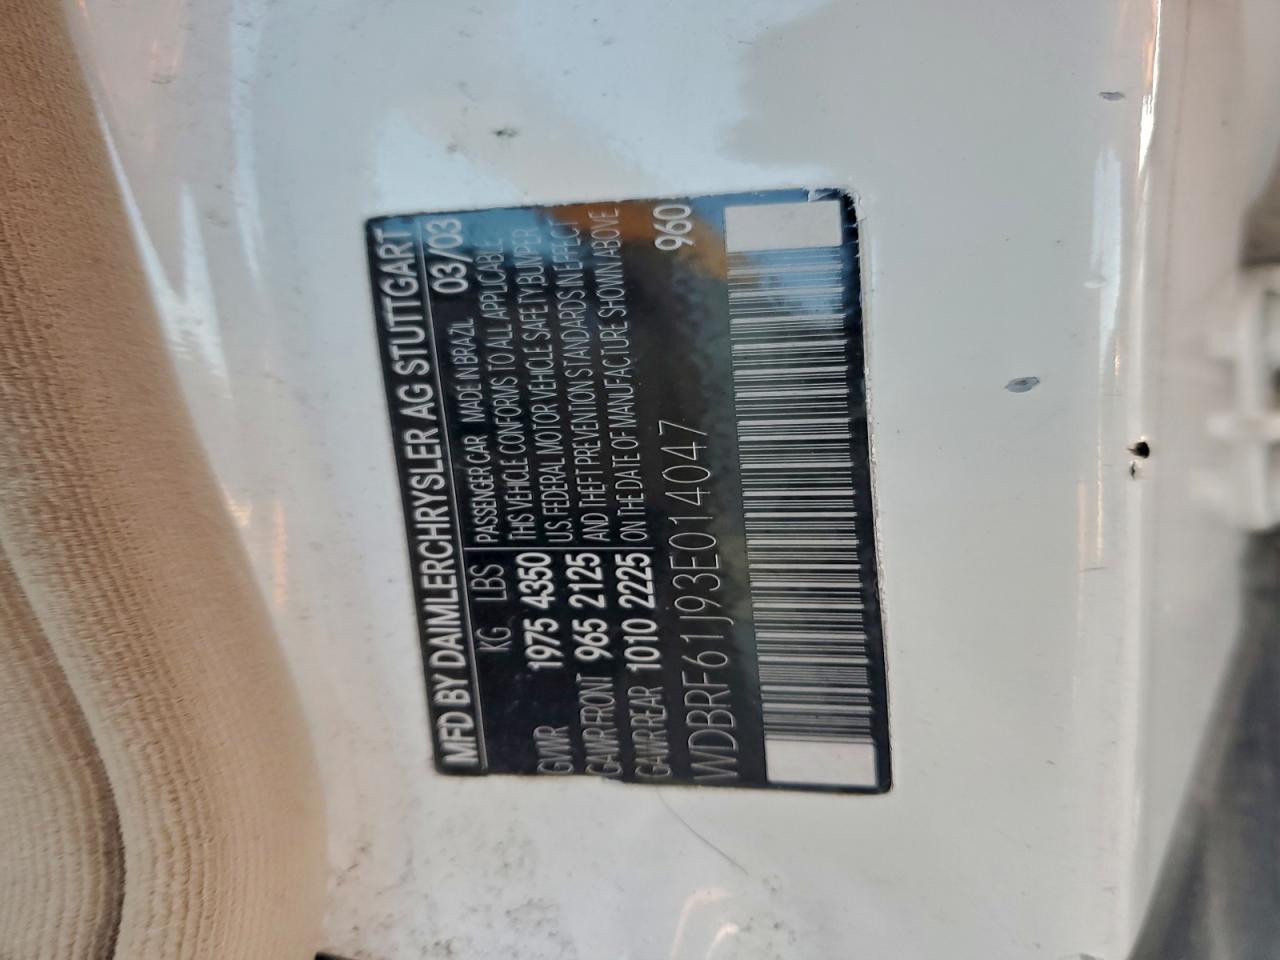 MFD BY DAIMLERCHRYSLER AG STUTTGART
KG LBS PASSENGER CAR MADE IN BRAZIL 03/03
GVWR 1975 4350 THIS VEHICLE CONFORMS TO ALL APPLICABLE
U.S. FEDERAL MOTOR VEHICLE SAFETY, BUMPER
GAWR FRONT 965 2125 AND THEFT PREVENTION STANDARDS IN EFFECT
GAWR REAR 1010 2225 ON THE DATE OF MANUFACTURE SHOWN ABOVE
WDBRF61J93E014047 960